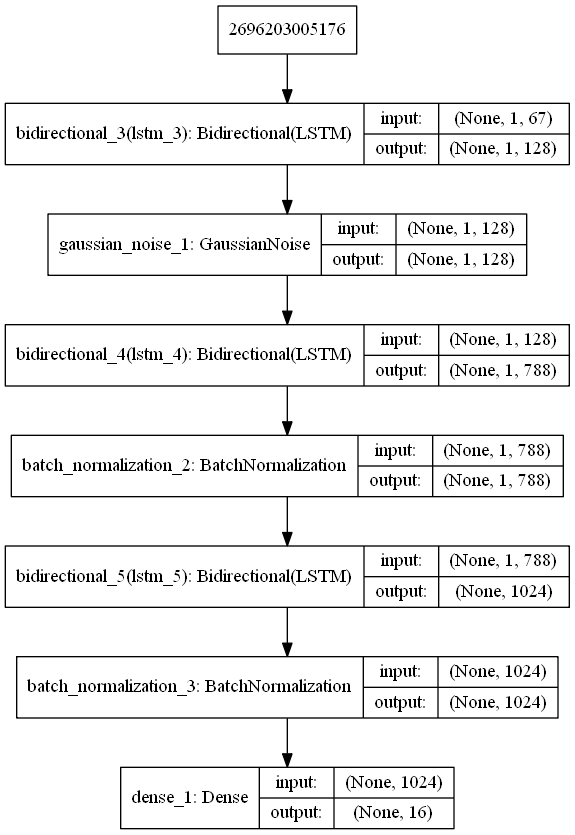 2696203005176
bidirectional_3(lstm_3): Bidirectional(LSTM)
input: (None, 1, 67)
output: (None, 1, 128)
gaussian_noise_1: GaussianNoise
input: (None, 1, 128)
output: (None, 1, 128)
bidirectional_4(lstm_4): Bidirectional(LSTM)
input: (None, 1, 128)
output: (None, 1, 788)
batch_normalization_2: BatchNormalization
input: (None, 1, 788)
output: (None, 1, 788)
bidirectional_5(lstm_5): Bidirectional(LSTM)
input: (None, 1, 788)
output: (None, 1024)
batch_normalization_3: BatchNormalization
input: (None, 1024)
output: (None, 1024)
dense_1: Dense
input: (None, 1024)
output: (None, 16)